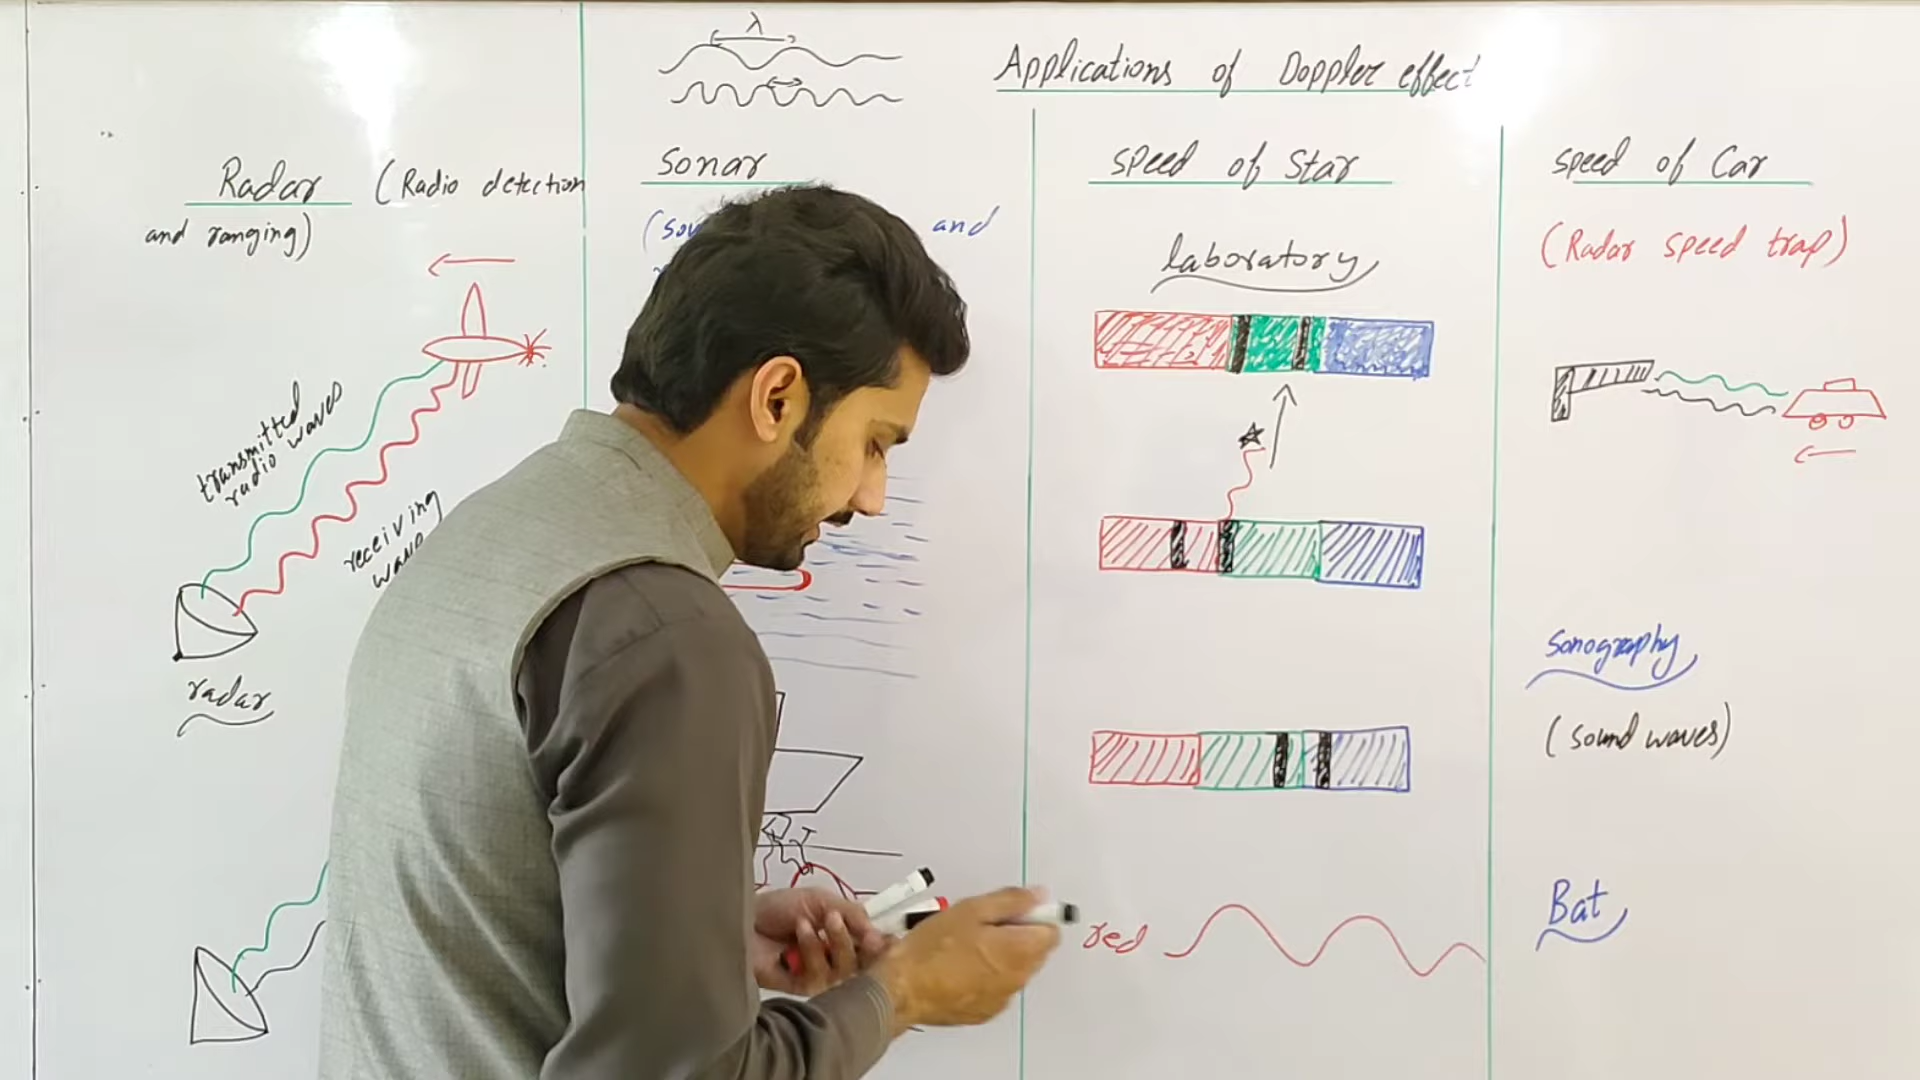 λ
Applications of Doppler effect
Radar (Radio detection
and ranging)
transmitted
radio waves
receiving
radar
Sonar
and
speed of Star
laboratory
red
speed of Car
(Radar speed trap)
Sonography
(sound waves)
Bat